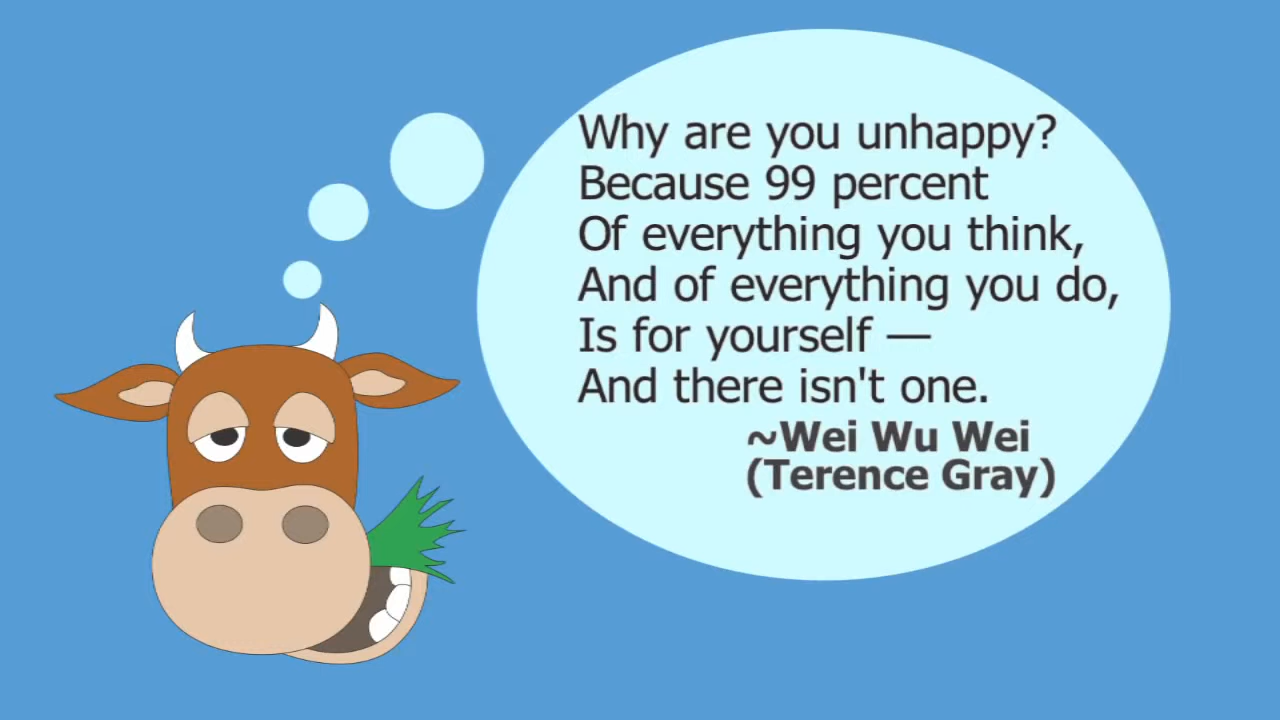 Why are you unhappy?
Because 99 percent
Of everything you think,
And of everything you do,
Is for yourself —
And there isn't one.
~Wei Wu Wei
(Terence Gray)